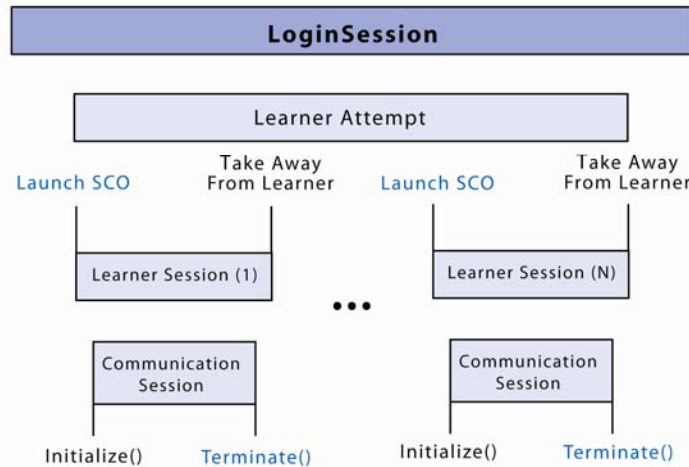 LoginSession
Learner Attempt
Launch SCO
Take Away
From Learner
Launch SCO
Take Away
From Learner
Learner Session (1)
Learner Session (N)
...
Communication
Session
Communication
Session
Initialize()
Terminate()
Initialize()
Terminate()